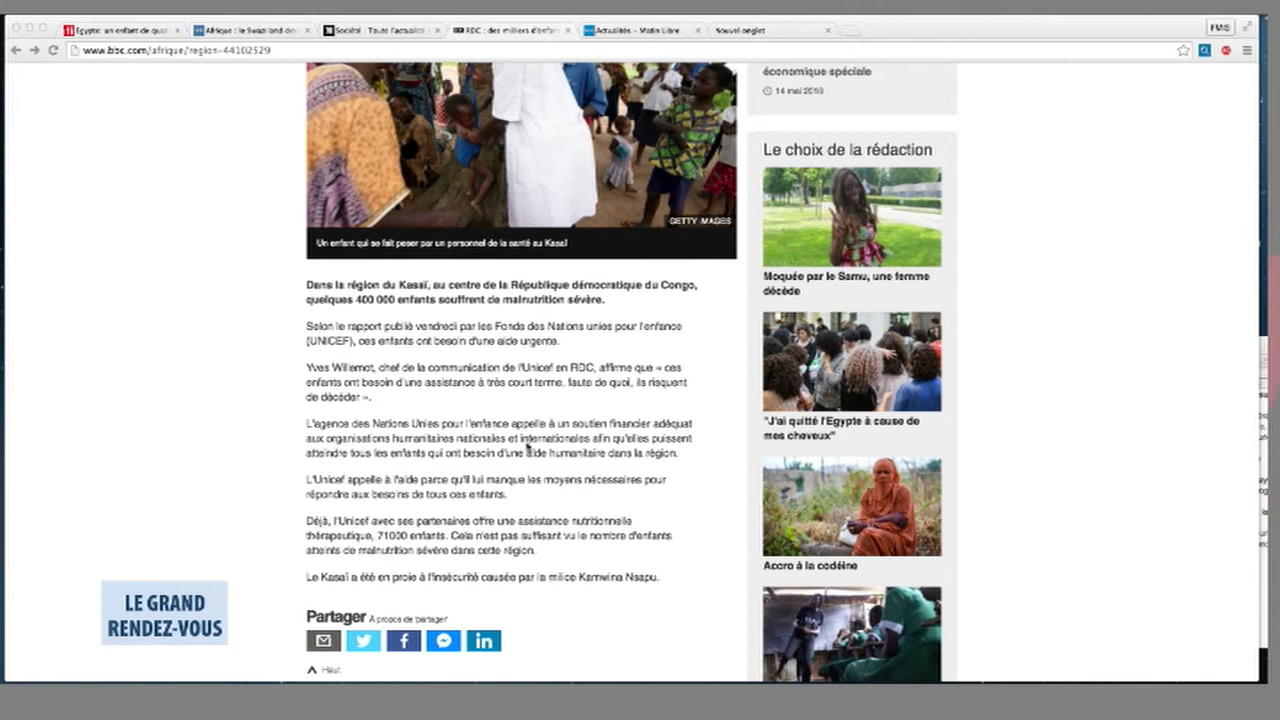 Egypte: un enfant de qua
Afrique : le Swaziland dev
Société : Toute l'actualité
RDC : des milliers d'enfan
Actualités – Matin Libre
Nouvel onglet
FMIS
www.bbc.com/afrique/region-44102529
économique spéciale
14 mai 2018
Le choix de la rédaction
GETTY IMAGES
Un enfant qui se fait peser par un personnel de la santé au Kasaï
Moquée par le Samu, une femme
décède
Dans la région du Kasaï, au centre de la République démocratique du Congo,
quelques 400 000 enfants souffrent de malnutrition sévère.
Selon le rapport publié vendredi par les Fonds des Nations unies pour l'enfance
(UNICEF), ces enfants ont besoin d'une aide urgente.
Yves Willemot, chef de la communication de l'Unicef en RDC, affirme que « ces
enfants ont besoin d'une assistance à très court terme, faute de quoi, ils risquent
de décéder ».
"J'ai quitté l'Egypte à cause de
mes cheveux"
L'agence des Nations Unies pour l'enfance appelle à un soutien financier adéquat
aux organisations humanitaires nationales et internationales afin qu'elles puissent
atteindre tous les enfants qui ont besoin d'une aide humanitaire dans la région.
L'Unicef appelle à l'aide parce qu'il lui manque les moyens nécessaires pour
répondre aux besoins de tous ces enfants.
Déjà, l'Unicef avec ses partenaires offre une assistance nutritionnelle
thérapeutique, 71000 enfants. Cela n'est pas suffisant vu le nombre d'enfants
atteints de malnutrition sévère dans cette région.
Accro à la codéine
Le Kasaï a été en proie à l'insécurité causée par la milice Kamwina Nsapu.
LE GRAND
RENDEZ-VOUS
Partager A propos de partager
Haut